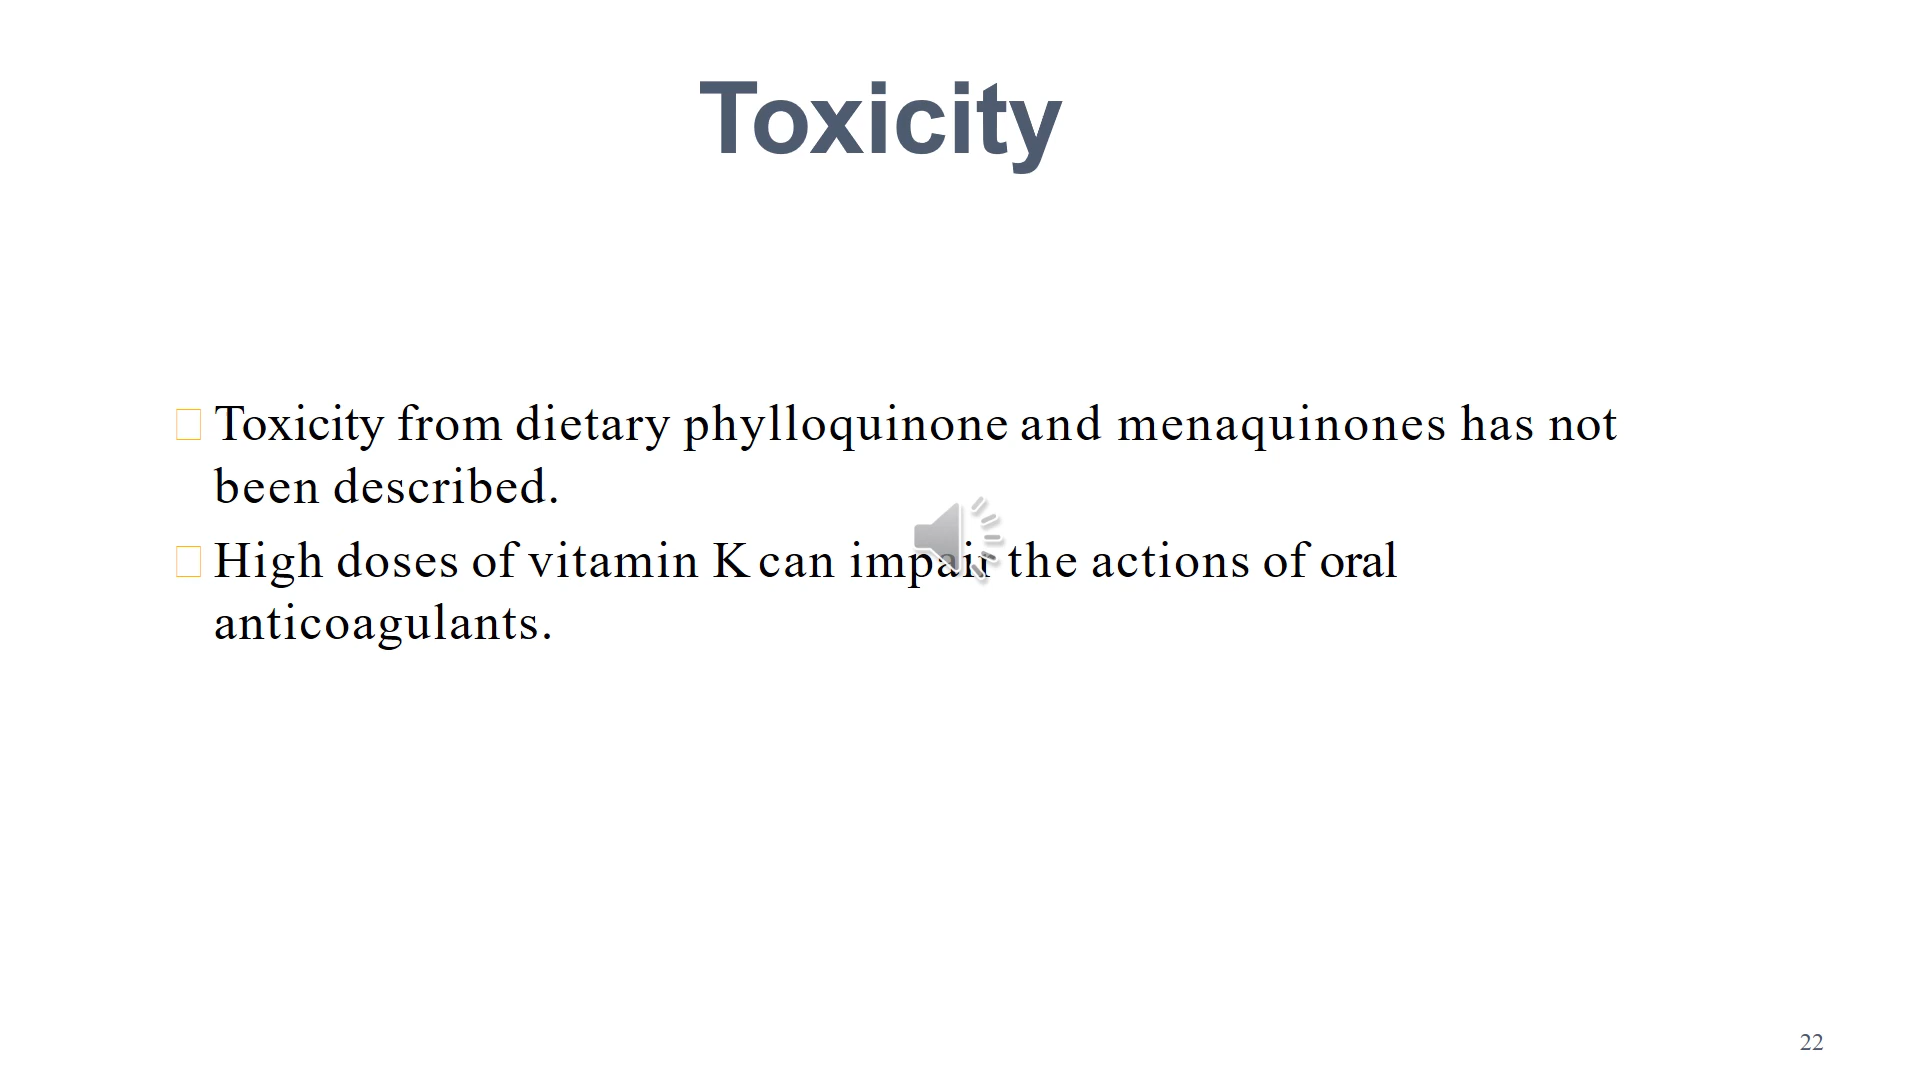 Toxicity
Toxicity from dietary phylloquinone and menaquinones has not
been described.
High doses of vitamin K can impair the actions of oral
anticoagulants.
22